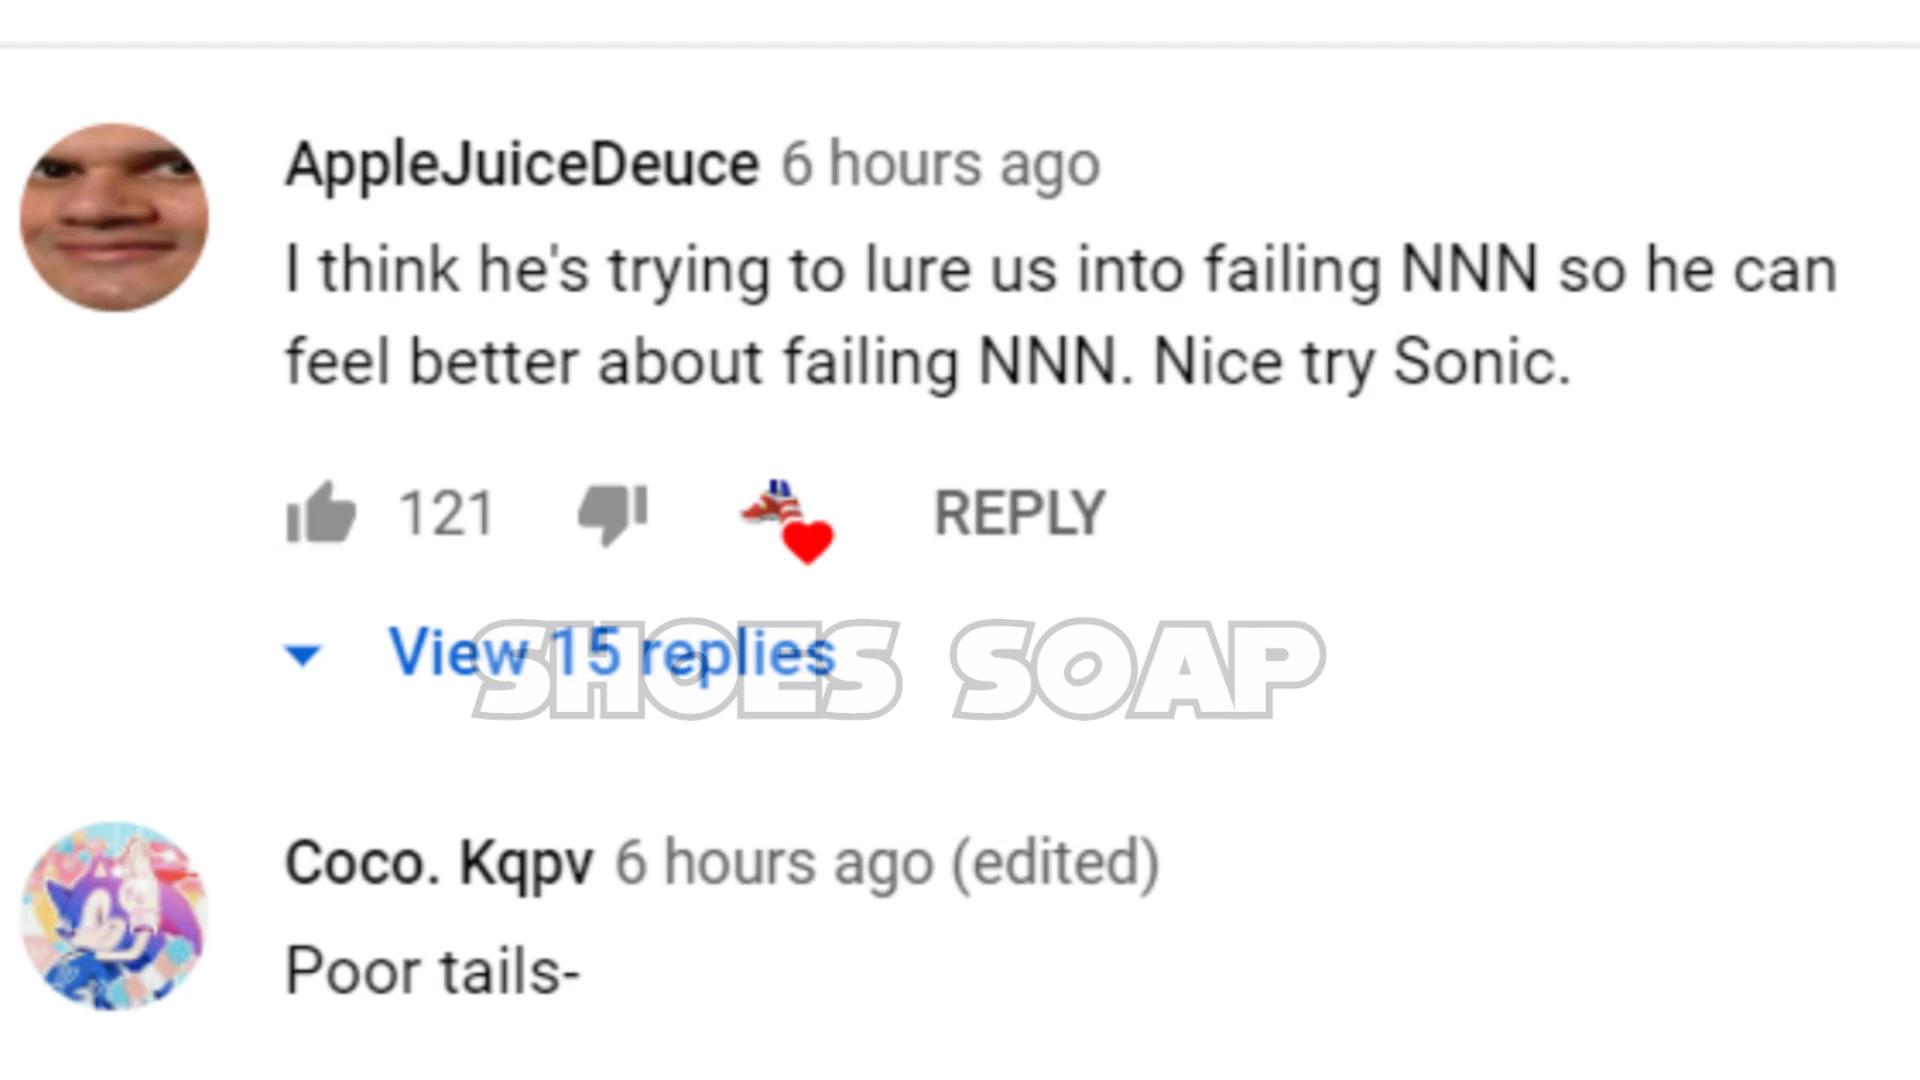 AppleJuiceDeuce 6 hours ago
I think he's trying to lure us into failing NNN so he can
feel better about failing NNN. Nice try Sonic.
121 REPLY
View 15 replies
SHOES SOAP
Coco. Kqpv 6 hours ago (edited)
Poor tails-